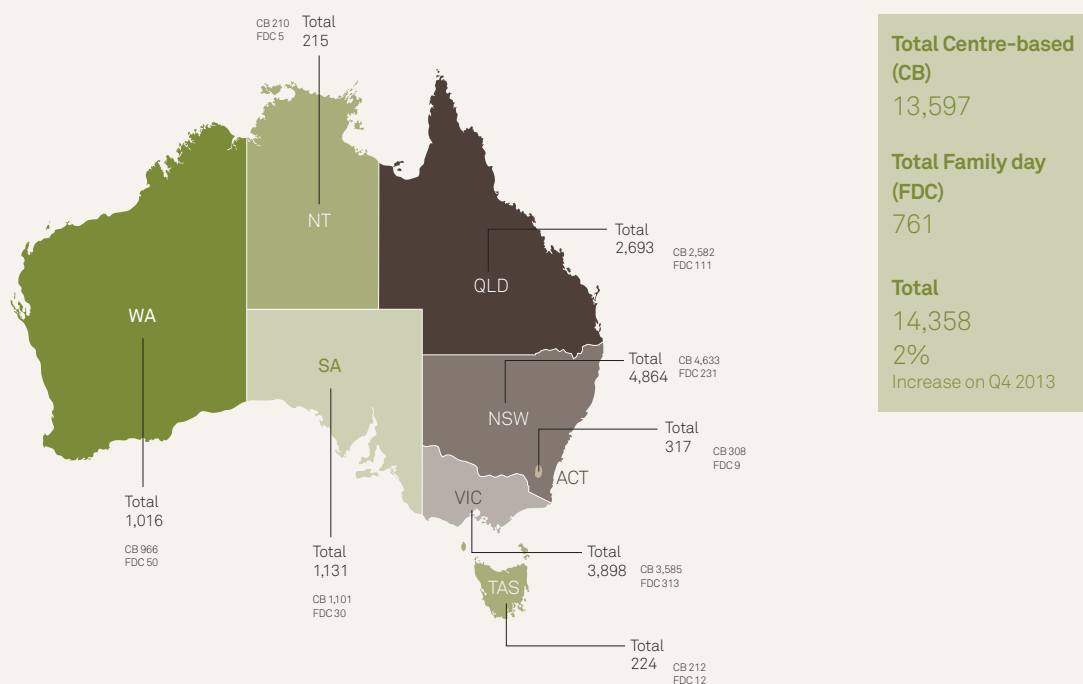 CB 210
FDC 5
Total
215
NT
Total
2,693
CB 2,582
FDC 111
QLD
WA
SA
Total
4,864
CB 4,633
FDC 231
NSW
Total
317
CB 308
FDC 9
ACT
VIC
Total
1,016
CB 966
FDC 50
Total
1,131
CB 1,101
FDC 30
Total
3,898
CB 3,585
FDC 313
TAS
Total
224
CB 212
FDC 12
Total Centre-based
(CB)
13,597
Total Family day
(FDC)
761
Total
14,358
2%
Increase on Q4 2013